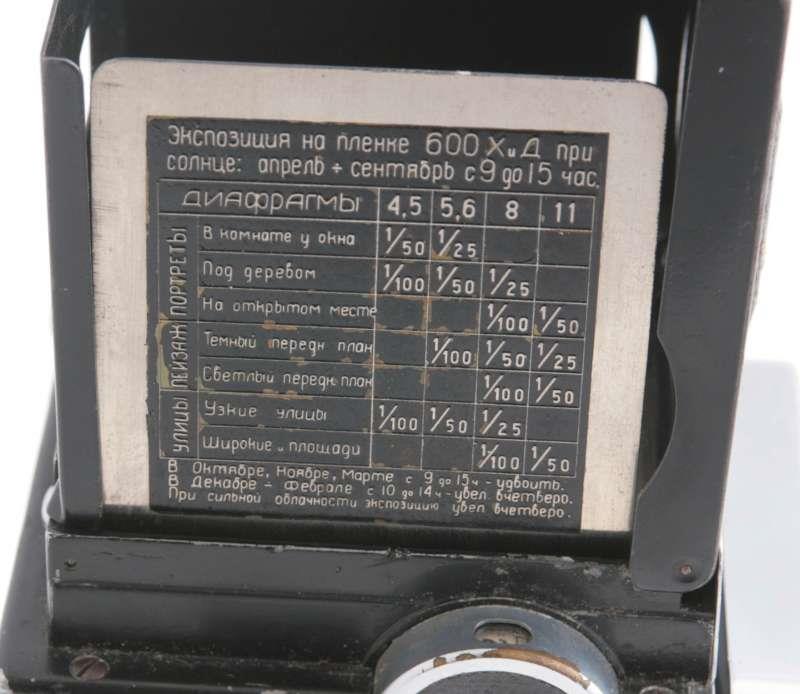 Экспозиция на пленке 600 Х и Д при
солнце: апрель ÷ сентябрь с 9 до 15 час.
ДИАФРАГМЫ 4,5 5,6 8 11
ПОРТРЕТЫ
В комнате у окна 1/50 1/25
Под деревом 1/100 1/50 1/25
На открытом месте 1/100 1/50
ПЕИЗАЖ
Темный передн план 1/100 1/50 1/25
Светлый передн. план 1/100 1/50
УЛИЦЫ
Узкие улицы 1/100 1/50 1/25
Широкие и площади 1/100 1/50
В Октябре, Ноябре, Марте с 9 до 15ч - удвоить.
В Декабре - Феврале с 10 до 14ч - увел вчетверо.
При сильной облачности экспозицию увел вчетверо.